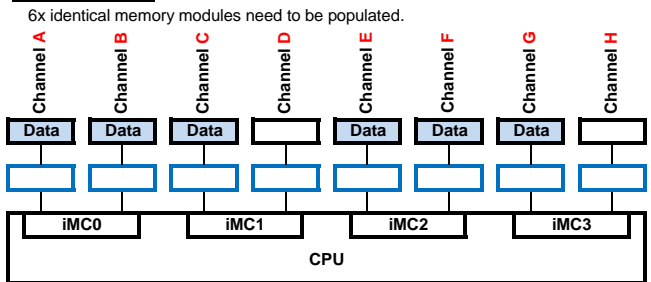 6x identical memory modules need to be populated.
Channel A
Channel B
Channel C
Channel D
Channel E
Channel F
Channel G
Channel H
Data
Data
Data
Data
Data
Data
iMC0
iMC1
iMC2
iMC3
CPU